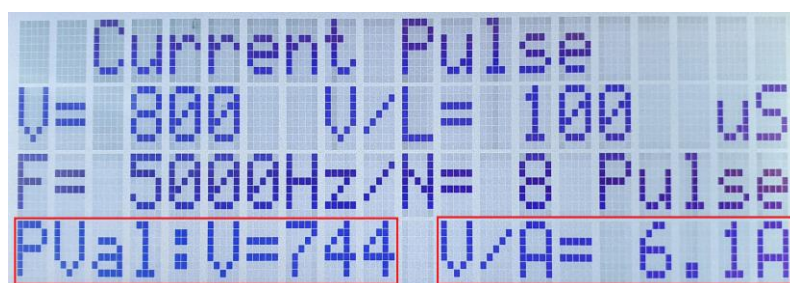 Current Pulse
V= 800 V/L= 100 uS
F= 5000Hz/N= 8 Pulse
PVal:V=744 V/A= 6.1A